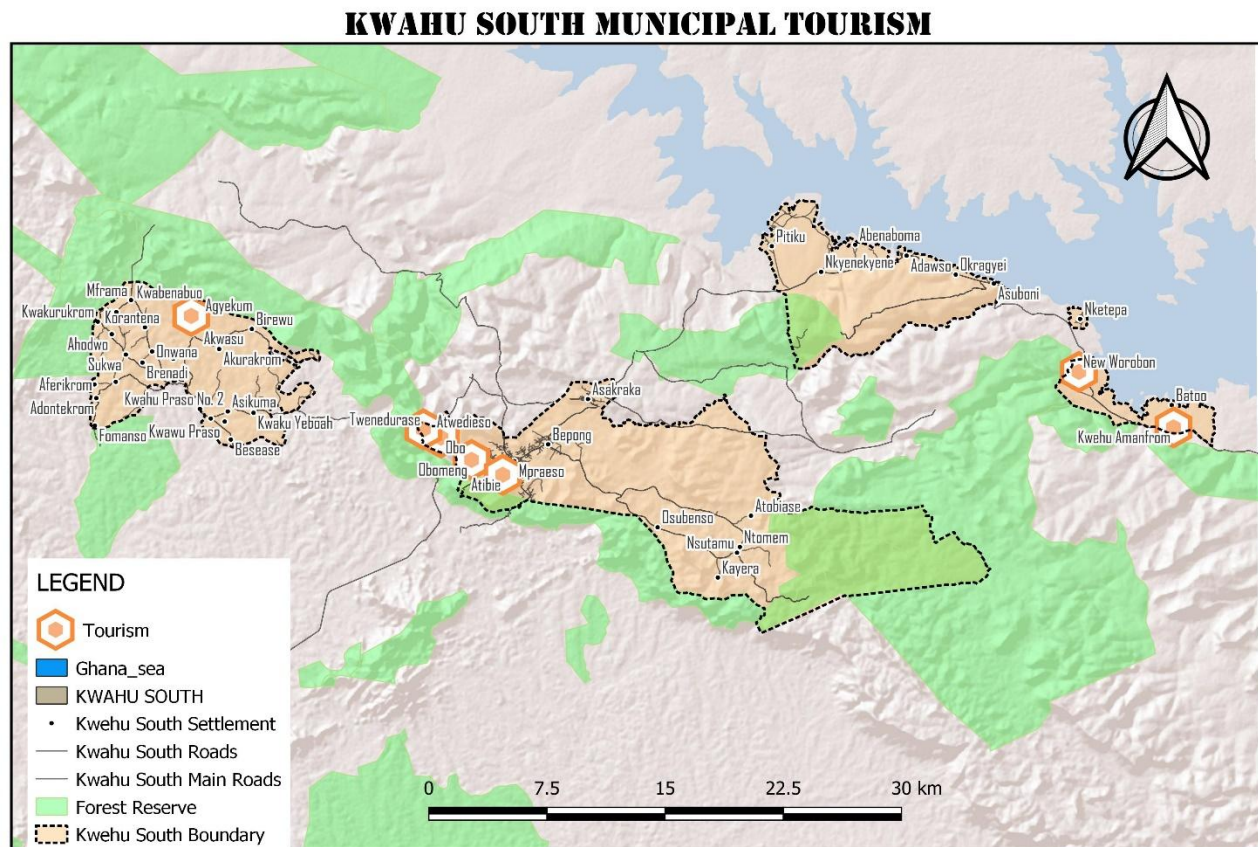 KWAHU SOUTH MUNICIPAL TOURISM
Pitiku
Abenaboma
Nkyenekyene
Adawso
Okragyei
Asuboni
Nketepa
Mframa
Kwabenabuo
Agyekum
Kwakurukrom
Korantena
Birewu
Ahodwo
Akwasu
Onwana
Akurakrom
Sukwa
Brenadi
New Worobon
Aferikrom
Kwahu Praso No. 2
Asikuma
Asakraka
Batoo
Adontekrom
Kwaku Yeboah
Twenedurase
Atwedieso
Kwawu Praso
Fomanso
Besease
Obo
Bepong
Kwehu Amanfrom
Obomeng
Mpraeso
Atibie
Atobiase
Osubenso
Nsutamu
Ntomem
Kayera
LEGEND
Tourism
Ghana_sea
KWAHU SOUTH
Kwehu South Settlement
Kwahu South Roads
Kwahu South Main Roads
Forest Reserve
Kwehu South Boundary
0 7.5 15 22.5 30 km